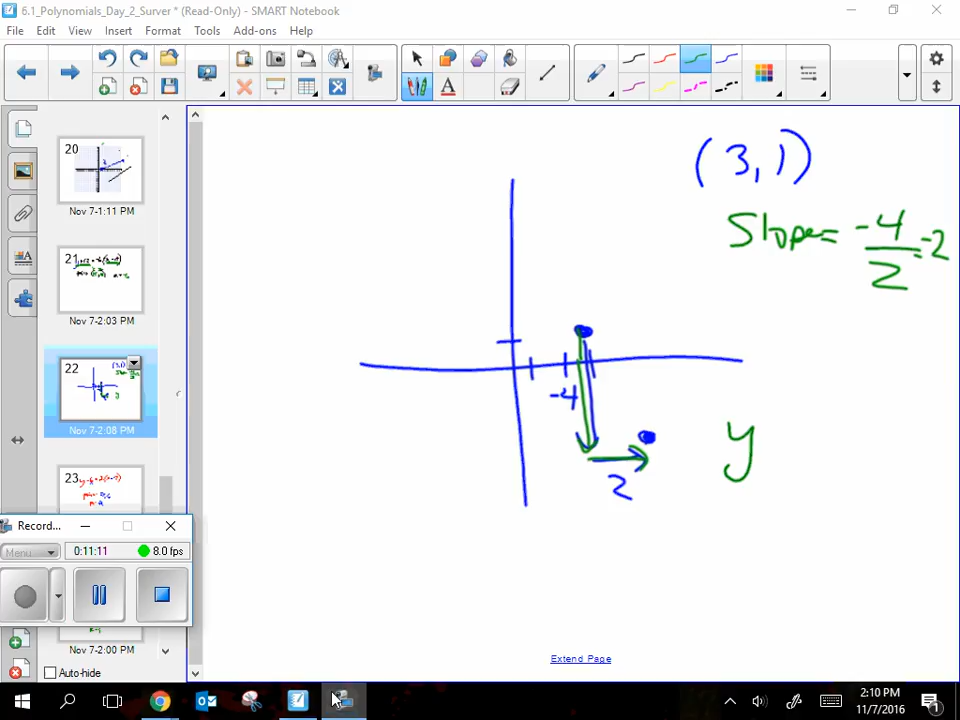 6.1_Polynomials_Day_2_Surver * (Read-Only) - SMART Notebook
File Edit View Insert Format Tools Add-ons Help
20
Nov 7-1:11 PM
21
Nov 7-2:03 PM
22
Nov 7-2:08 PM
23
Record...
Menu
0:11:11
8.0 fps
Nov 7-2:00 PM
Auto-hide
(3,1)
Slope= -4/2 = -2
-4
2
y
Extend Page
2:10 PM
11/7/2016
1